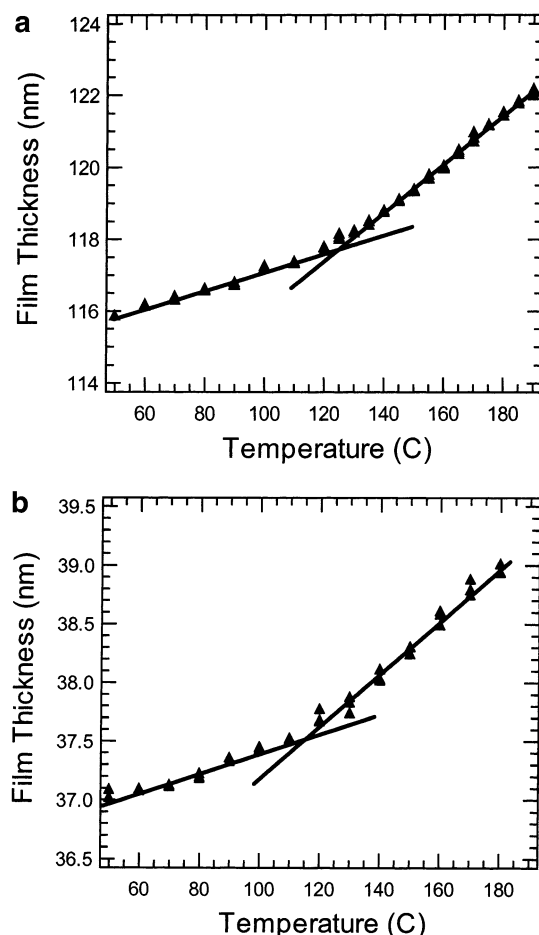 a
124
122
120
118
116
114
Film Thickness (nm)
60 80 100 120 140 160 180
Temperature (C)
b
39.5
39.0
38.5
38.0
37.5
37.0
36.5
Film Thickness (nm)
60 80 100 120 140 160 180
Temperature (C)